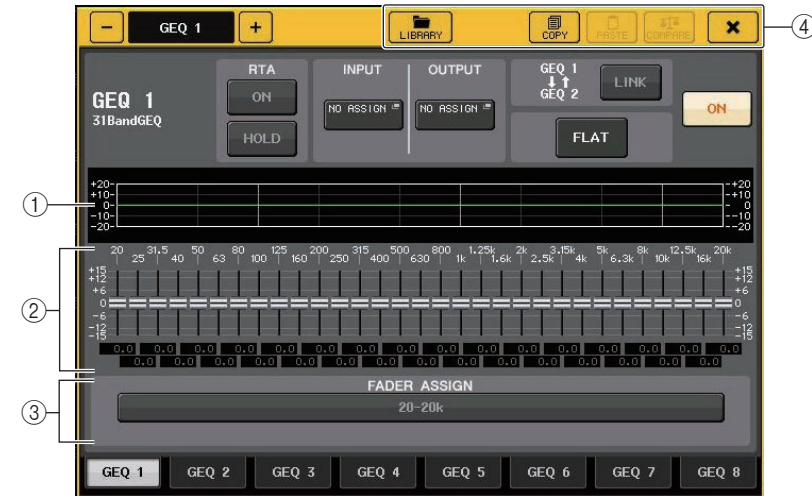 GEQ 1
LIBRARY
COPY
PASTE
COMPARE
④
GEQ 1
31BandGEQ
RTA
ON
HOLD
INPUT
NO ASSIGN
OUTPUT
NO ASSIGN
GEQ 1
GEQ 2
LINK
FLAT
ON
①
+20 +20
+10 +10
0 0
-10 -10
-20 -20
②
20 31.5 50 80 125 200 315 500 800 1.25k 2k 3.15k 5k 8k 12.5k 20k
25 40 63 100 160 250 400 630 1k 1.6k 2.5k 4k 6.3k 10k 16k
+15 +15
+12 +12
+6 +6
0 0
-6 -6
-12 -12
-15 -15
0.0 0.0 0.0 0.0 0.0 0.0 0.0 0.0 0.0 0.0 0.0 0.0 0.0 0.0 0.0 0.0
0.0 0.0 0.0 0.0 0.0 0.0 0.0 0.0 0.0 0.0 0.0 0.0 0.0 0.0 0.0
③
FADER ASSIGN
20-20k
GEQ 1 GEQ 2 GEQ 3 GEQ 4 GEQ 5 GEQ 6 GEQ 7 GEQ 8